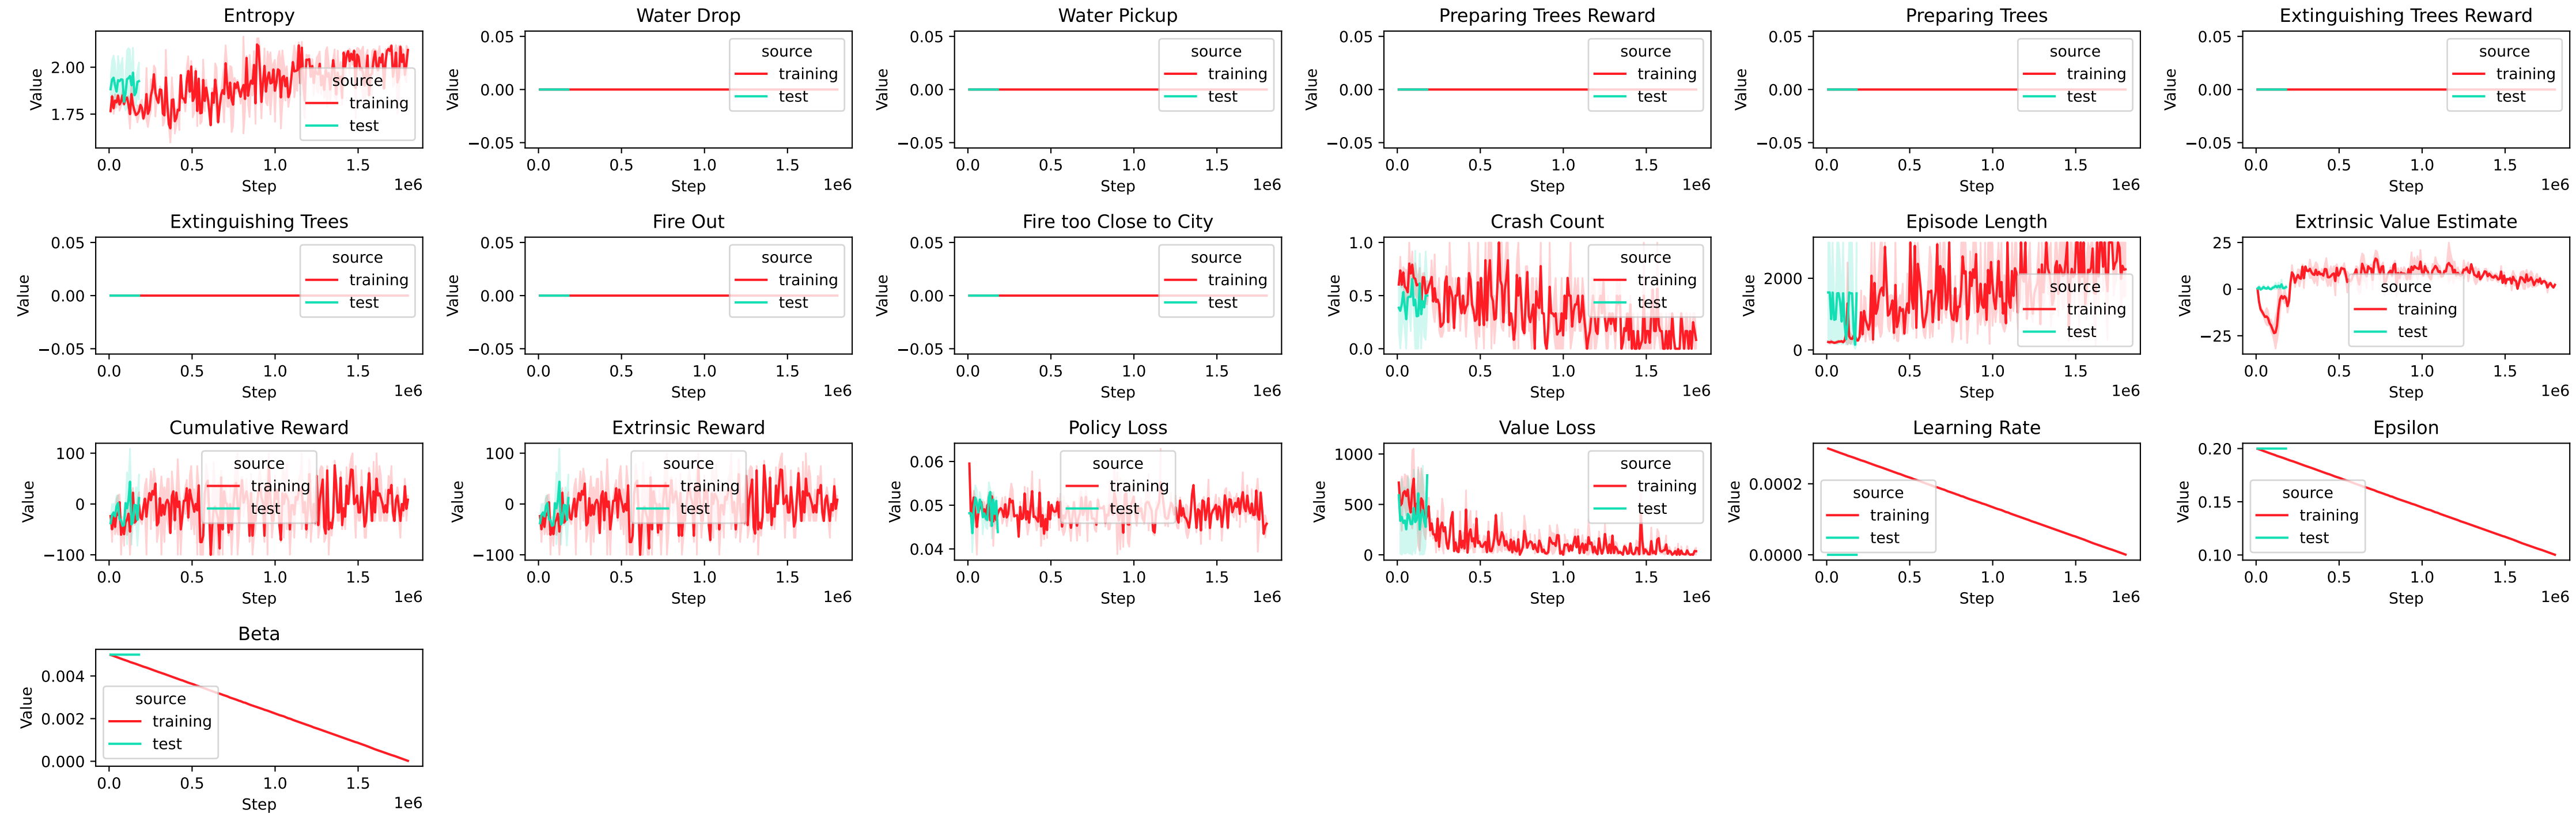 Entropy
Value
2.00
1.75
source
training
test
0.0 0.5 1.0 1.5
Step
1e6
Water Drop
Value
0.05
0.00
−0.05
source
training
test
0.0 0.5 1.0 1.5
Step
1e6
Water Pickup
Value
0.05
0.00
−0.05
source
training
test
0.0 0.5 1.0 1.5
Step
1e6
Preparing Trees Reward
Value
0.05
0.00
−0.05
source
training
test
0.0 0.5 1.0 1.5
Step
1e6
Preparing Trees
Value
0.05
0.00
−0.05
source
training
test
0.0 0.5 1.0 1.5
Step
1e6
Extinguishing Trees Reward
Value
0.05
0.00
−0.05
source
training
test
0.0 0.5 1.0 1.5
Step
1e6
Extinguishing Trees
Value
0.05
0.00
−0.05
source
training
test
0.0 0.5 1.0 1.5
Step
1e6
Fire Out
Value
0.05
0.00
−0.05
source
training
test
0.0 0.5 1.0 1.5
Step
1e6
Fire too Close to City
Value
0.05
0.00
−0.05
source
training
test
0.0 0.5 1.0 1.5
Step
1e6
Crash Count
Value
1.0
0.5
0.0
source
training
test
0.0 0.5 1.0 1.5
Step
1e6
Episode Length
Value
2000
0
source
training
test
0.0 0.5 1.0 1.5
Step
1e6
Extrinsic Value Estimate
Value
25
0
−25
source
training
test
0.0 0.5 1.0 1.5
Step
1e6
Cumulative Reward
Value
100
0
−100
source
training
test
0.0 0.5 1.0 1.5
Step
1e6
Extrinsic Reward
Value
100
0
−100
source
training
test
0.0 0.5 1.0 1.5
Step
1e6
Policy Loss
Value
0.06
0.05
0.04
source
training
test
0.0 0.5 1.0 1.5
Step
1e6
Value Loss
Value
1000
500
0
source
training
test
0.0 0.5 1.0 1.5
Step
1e6
Learning Rate
Value
0.0002
0.0000
source
training
test
0.0 0.5 1.0 1.5
Step
1e6
Epsilon
Value
0.20
0.15
0.10
source
training
test
0.0 0.5 1.0 1.5
Step
1e6
Beta
Value
0.004
0.002
0.000
source
training
test
0.0 0.5 1.0 1.5
Step
1e6